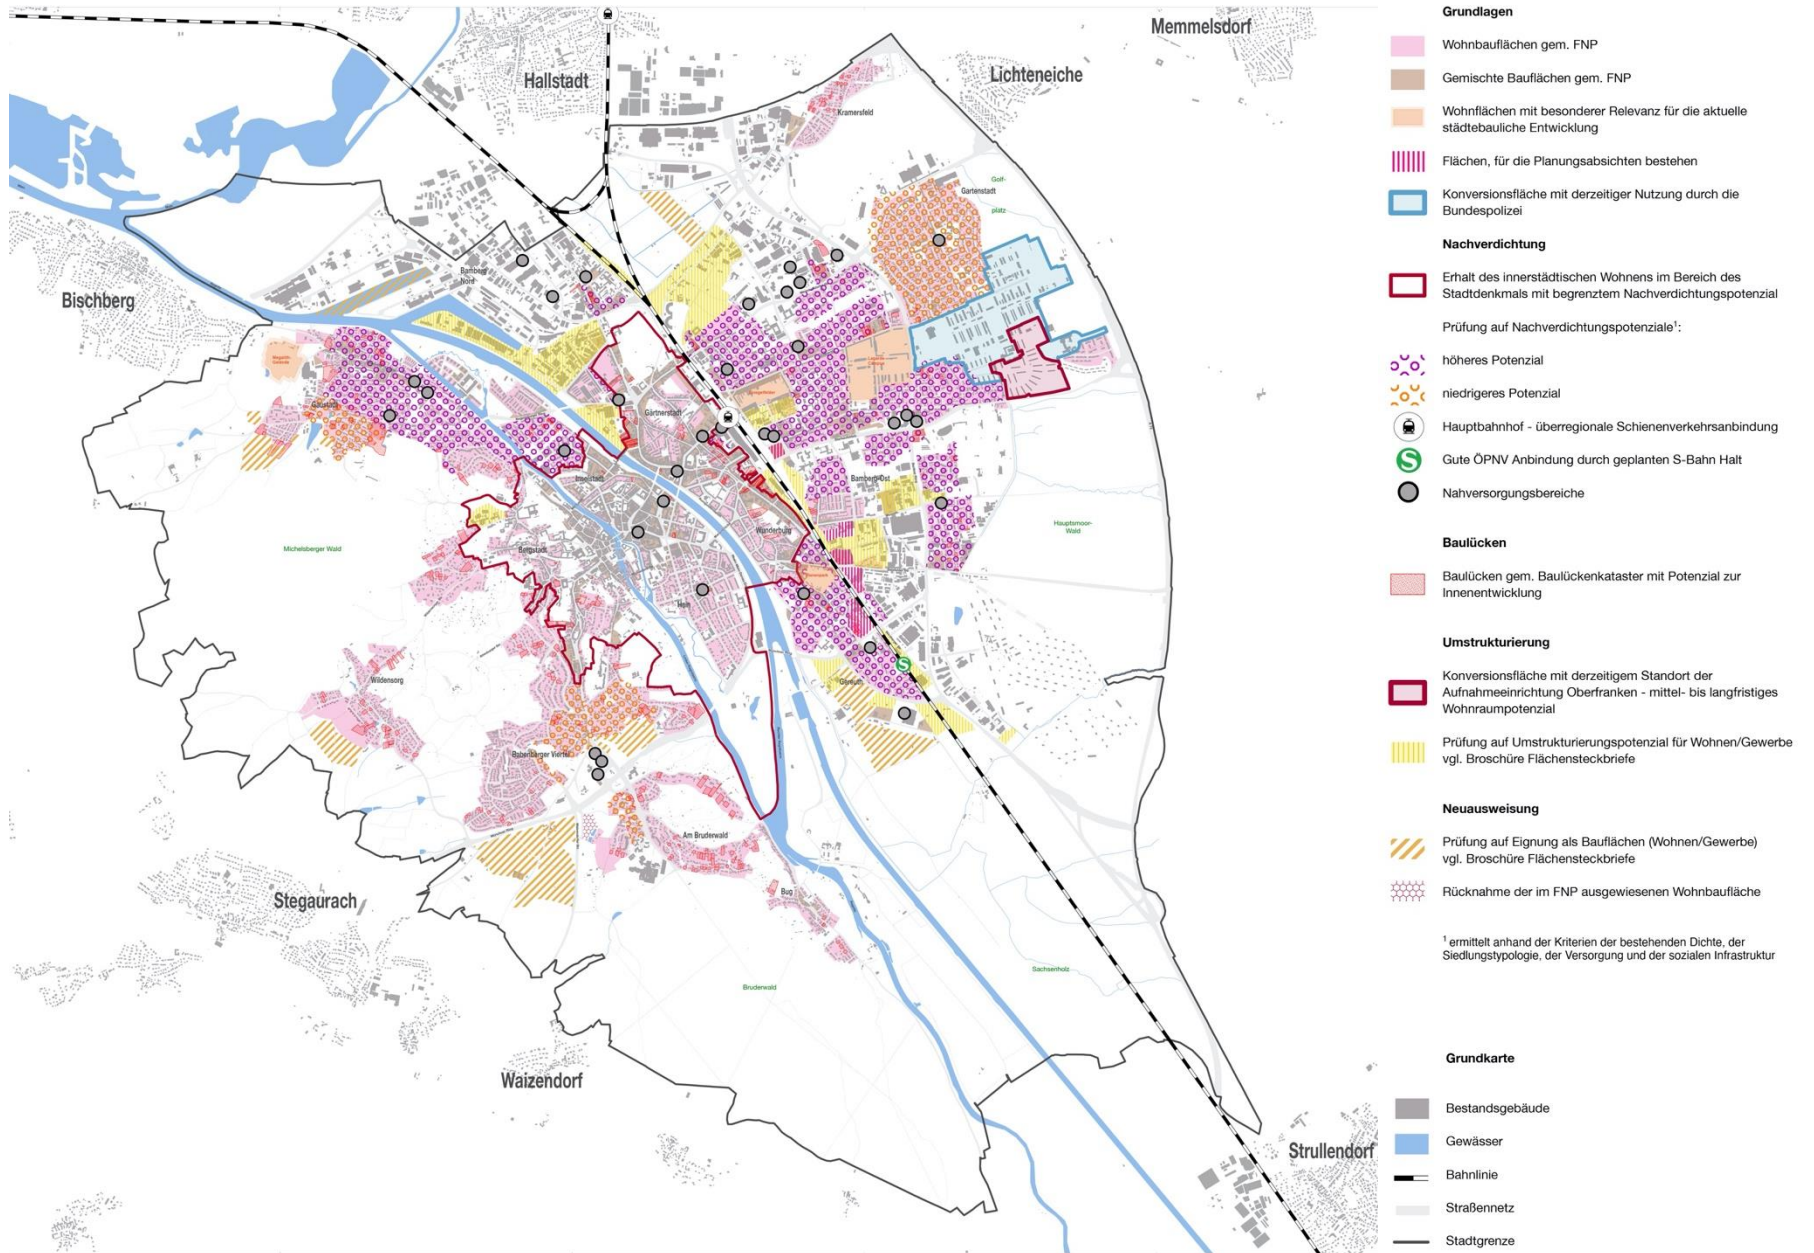 Memmelsdorf
Hallstadt
Lichteneiche
Kramersfeld
Golf-
platz
Gartenstadt
Bamberg
Nord
Bischberg
Gaustadt
Gärtnerstadt
Inselstadt
Bamberg-Ost
Wunderburg
Hauptsmoor-
Wald
Michelsberger Wald
Bergstadt
Hain
Wildensorg
Gereuth
Babenberger Viertel
Am Bruderwald
Bug
Stegaurach
Sachsenholz
Bruderwald
Waizendorf
Strullendorf
Grundlagen
Wohnbauflächen gem. FNP
Gemischte Bauflächen gem. FNP
Wohnflächen mit besonderer Relevanz für die aktuelle
städtebauliche Entwicklung
Flächen, für die Planungsabsichten bestehen
Konversionsfläche mit derzeitiger Nutzung durch die
Bundespolizei
Nachverdichtung
Erhalt des innerstädtischen Wohnens im Bereich des
Stadtdenkmals mit begrenztem Nachverdichtungspotenzial
Prüfung auf Nachverdichtungspotenziale¹:
höheres Potenzial
niedrigeres Potenzial
Hauptbahnhof - überregionale Schienenverkehrsanbindung
S Gute ÖPNV Anbindung durch geplanten S-Bahn Halt
Nahversorgungsbereiche
Baulücken
Baulücken gem. Baulückenkataster mit Potenzial zur
Innenentwicklung
Umstrukturierung
Konversionsfläche mit derzeitigem Standort der
Aufnahmeeinrichtung Oberfranken - mittel- bis langfristiges
Wohnraumpotenzial
Prüfung auf Umstrukturierungspotenzial für Wohnen/Gewerbe
vgl. Broschüre Flächensteckbriefe
Neuausweisung
Prüfung auf Eignung als Bauflächen (Wohnen/Gewerbe)
vgl. Broschüre Flächensteckbriefe
Rücknahme der im FNP ausgewiesenen Wohnbaufläche
¹ ermittelt anhand der Kriterien der bestehenden Dichte, der
Siedlungstypologie, der Versorgung und der sozialen Infrastruktur
Grundkarte
Bestandsgebäude
Gewässer
Bahnlinie
Straßennetz
Stadtgrenze